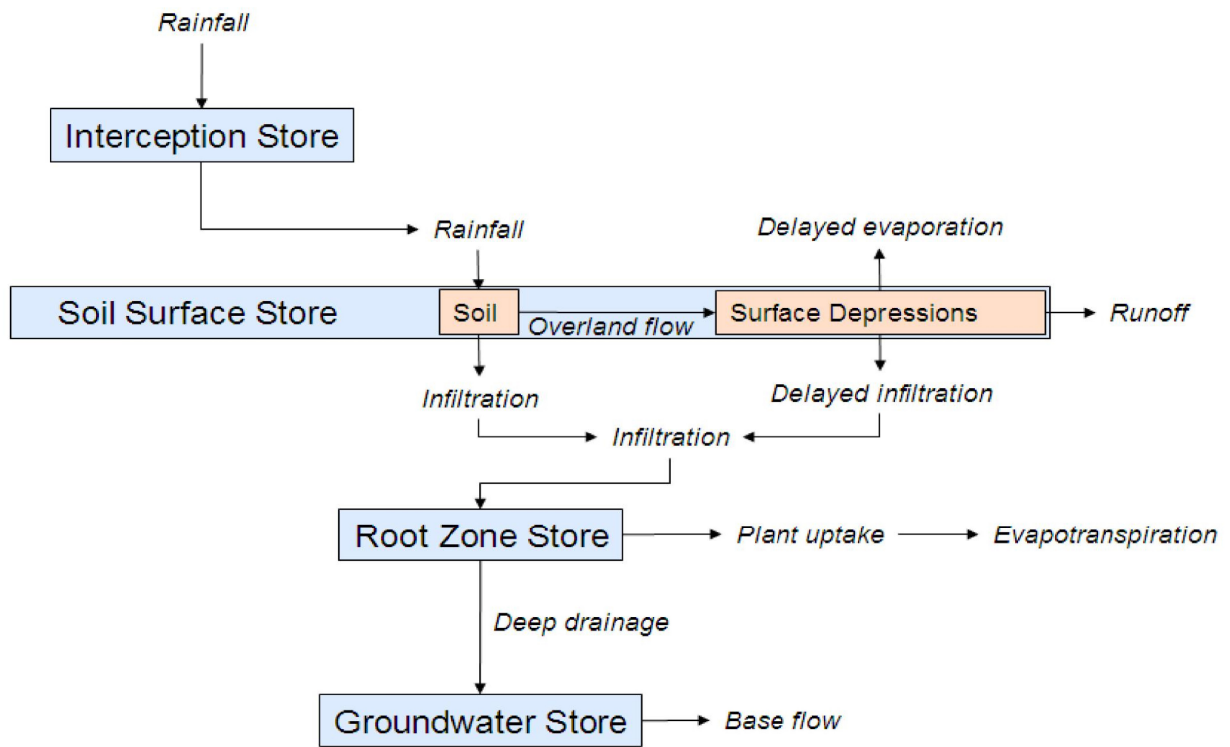 Rainfall
Interception Store
Rainfall
Delayed evaporation
Soil Surface Store
Soil
Overland flow
Surface Depressions
Runoff
Infiltration
Delayed infiltration
Infiltration
Root Zone Store
Plant uptake
Evapotranspiration
Deep drainage
Groundwater Store
Base flow